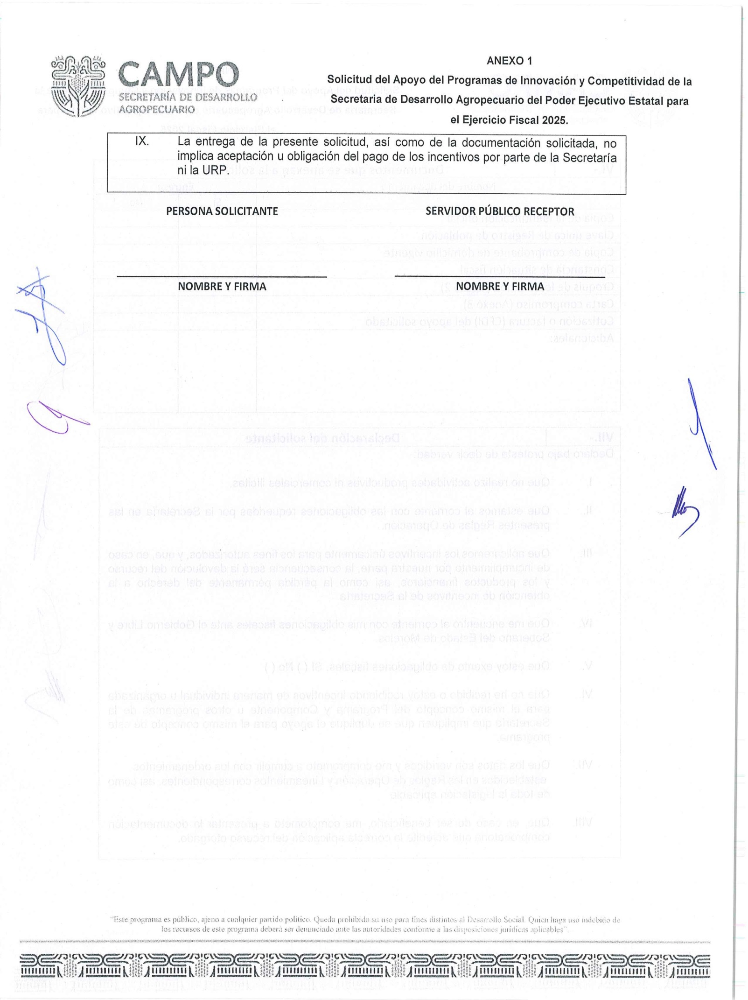 CAMPO
SECRETARÍA DE DESARROLLO
AGROPECUARIO
ANEXO 1
Solicitud del Apoyo del Programas de Innovación y Competitividad de la
Secretaria de Desarrollo Agropecuario del Poder Ejecutivo Estatal para
el Ejercicio Fiscal 2025.
IX. La entrega de la presente solicitud, así como de la documentación solicitada, no
implica aceptación u obligación del pago de los incentivos por parte de la Secretaría
ni la URP.
PERSONA SOLICITANTE SERVIDOR PÚBLICO RECEPTOR
NOMBRE Y FIRMA NOMBRE Y FIRMA
"Este programa es público, ajeno a cualquier partido político. Queda prohibido su uso para fines distintos al Desarrollo Social. Quien haga uso indebido de
los recursos de este programa deberá ser denunciado ante las autoridades conforme a las disposiciones jurídicas aplicables".